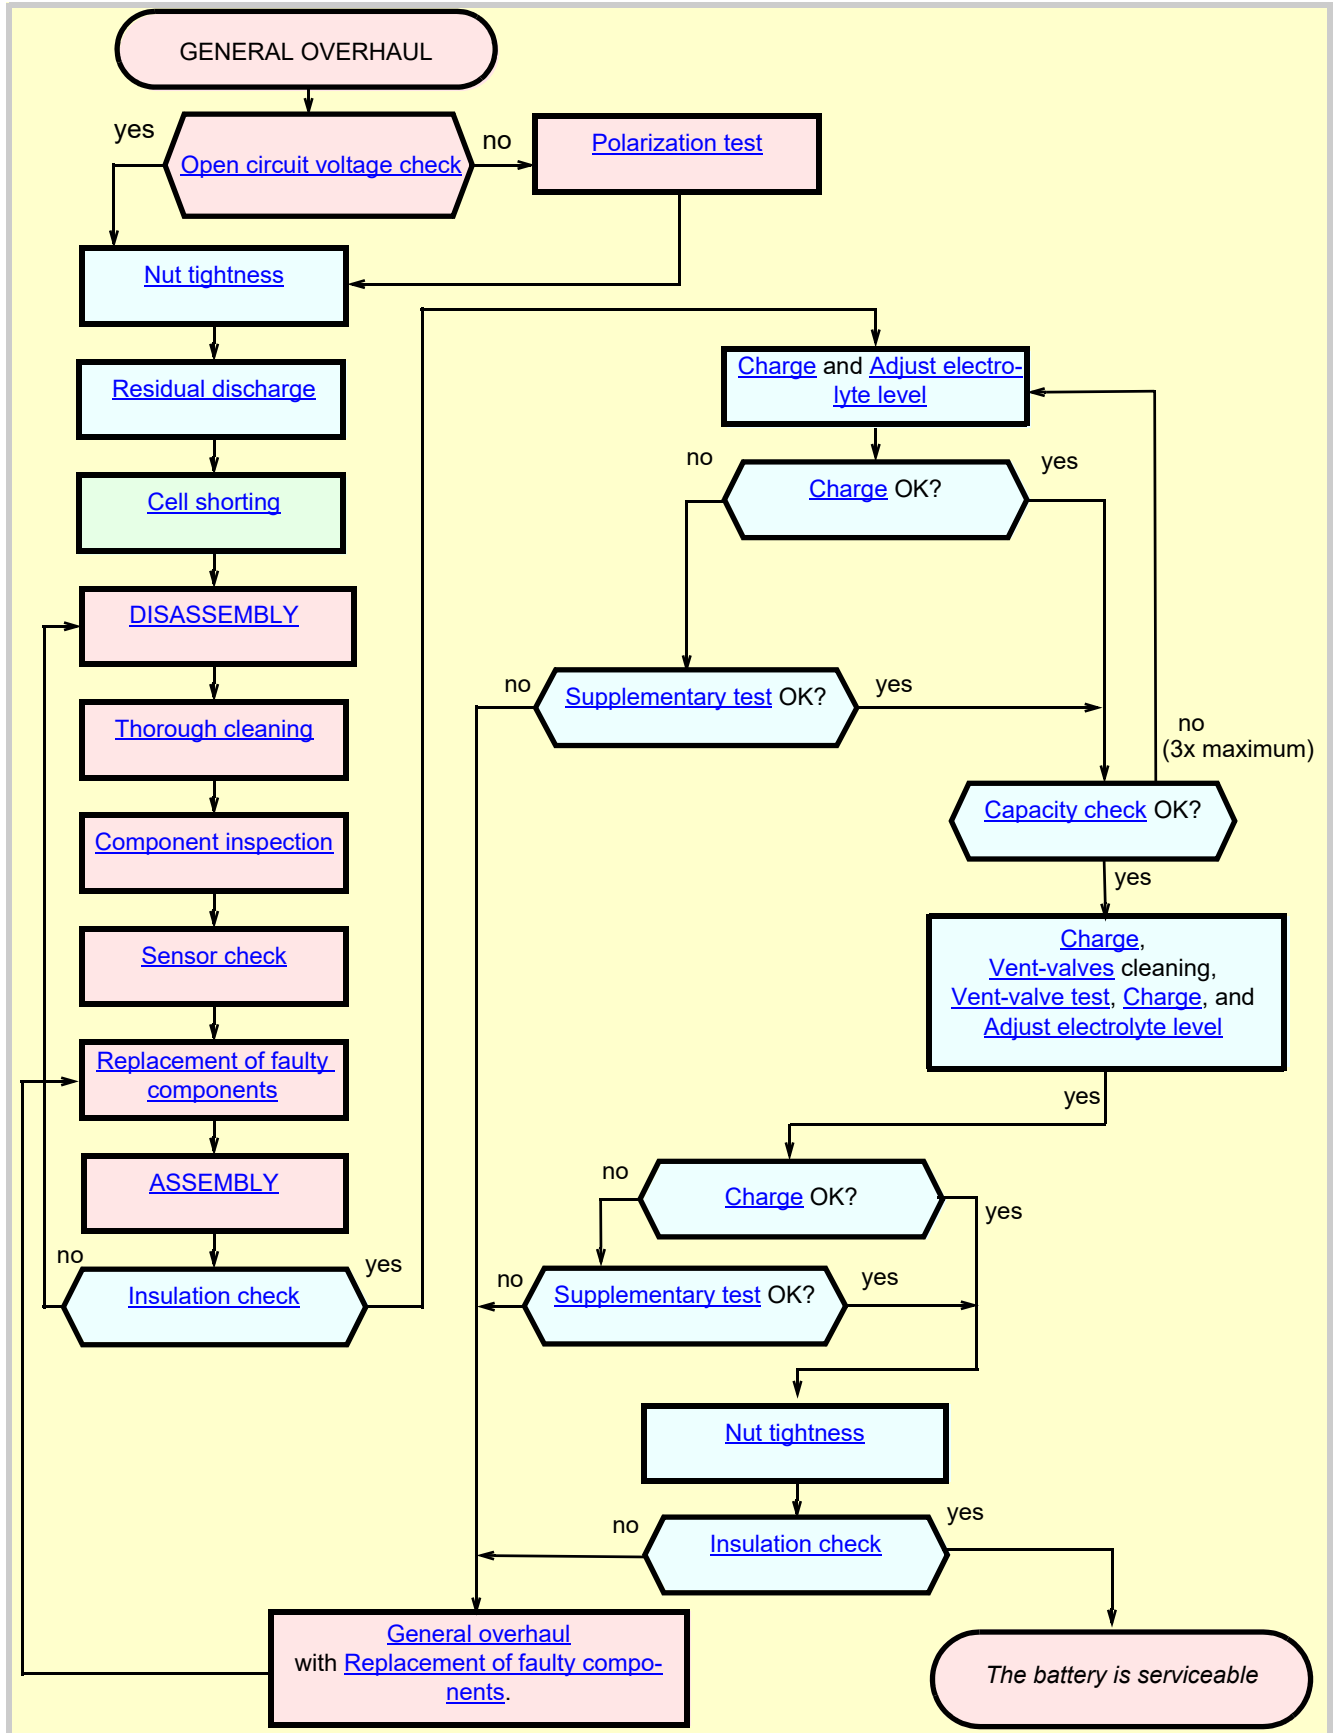 GENERAL OVERHAUL
yes
no
Open circuit voltage check
Polarization test
Nut tightness
Residual discharge
Cell shorting
DISASSEMBLY
Thorough cleaning
Component inspection
Sensor check
Replacement of faulty
components
ASSEMBLY
no
yes
Insulation check
Charge and Adjust electro-
lyte level
no
yes
Charge OK?
no
yes
Supplementary test OK?
no
(3x maximum)
Capacity check OK?
yes
Charge,
Vent-valves cleaning,
Vent-valve test, Charge, and
Adjust electrolyte level
yes
no
Charge OK?
yes
no
yes
Supplementary test OK?
Nut tightness
no
yes
Insulation check
General overhaul
with Replacement of faulty compo-
nents.
The battery is serviceable